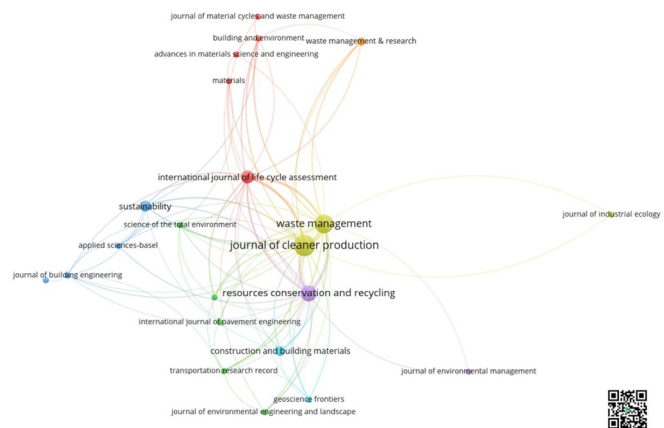 journal of material cycles and waste management
building and environment
waste management & research
advances in materials science and engineering
materials
international journal of life cycle assessment
sustainability
journal of industrial ecology
science of the total environment
waste management
applied sciences-basel
journal of cleaner production
journal of building engineering
resources conservation and recycling
international journal of pavement engineering
construction and building materials
transportation research record
journal of environmental management
geoscience frontiers
journal of environmental engineering and landscape